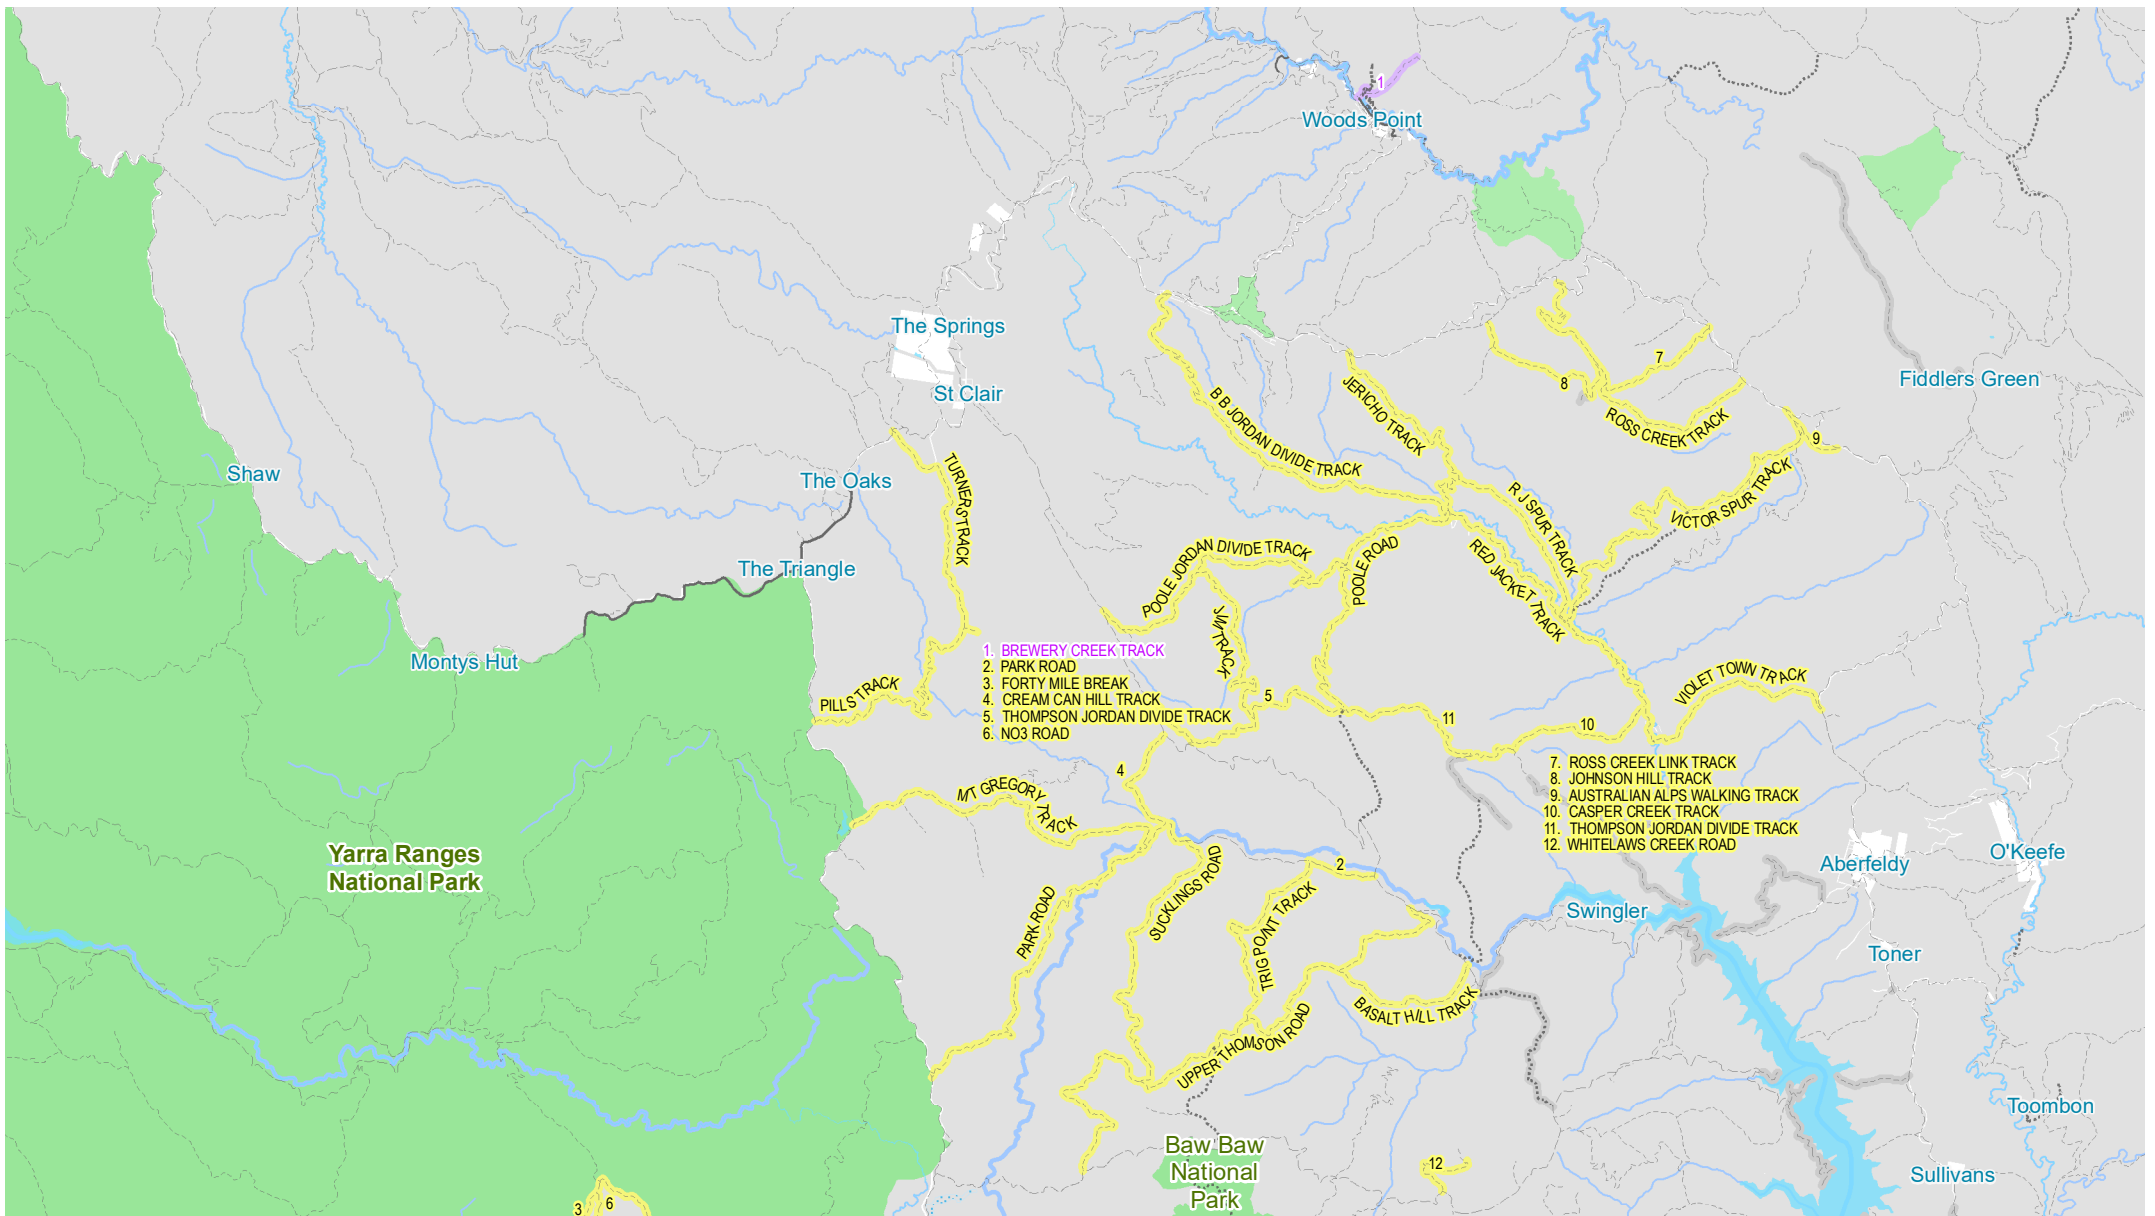 1
Woods Point
The Springs
St Clair
7
8
Fiddlers Green
JERICHO TRACK
B B JORDAN DIVIDE TRACK
ROSS CREEK TRACK
9
Shaw
The Oaks
TURNERS TRACK
R J SPUR TRACK
VICTOR SPUR TRACK
The Triangle
POOLE JORDAN DIVIDE TRACK
POOLE ROAD
RED JACKET TRACK
JIM TRACK
Montys Hut
1. BREWERY CREEK TRACK
2. PARK ROAD
3. FORTY MILE BREAK
4. CREAM CAN HILL TRACK
5. THOMPSON JORDAN DIVIDE TRACK
6. NO3 ROAD
PILLS TRACK
5
11
10
VIOLET TOWN TRACK
7. ROSS CREEK LINK TRACK
8. JOHNSON HILL TRACK
9. AUSTRALIAN ALPS WALKING TRACK
10. CASPER CREEK TRACK
11. THOMPSON JORDAN DIVIDE TRACK
12. WHITELAWS CREEK ROAD
4
MT GREGORY TRACK
Yarra Ranges
National Park
2
Aberfeldy
O'Keefe
SUCKLINGS ROAD
PARK ROAD
TRIG POINT TRACK
Swingler
Toner
BASALT HILL TRACK
UPPER THOMSON ROAD
Toombon
Baw Baw
National
Park
12
Sullivans
3
6